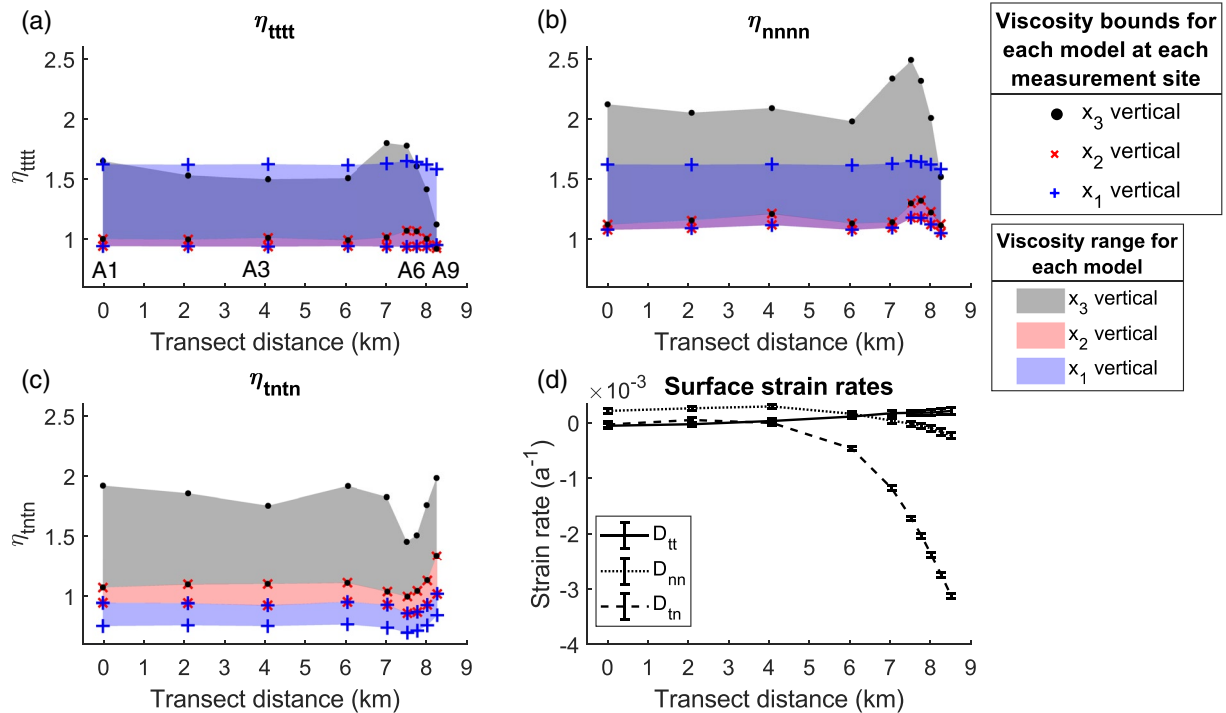 (a)
η_tttt
2.5
2
1.5
1
η_tttt
A1
A3
A6
A9
0 1 2 3 4 5 6 7 8 9
Transect distance (km)
(b)
η_nnnn
2.5
2
1.5
1
0 1 2 3 4 5 6 7 8 9
Transect distance (km)
Viscosity bounds for
each model at each
measurement site
x_3 vertical
x_2 vertical
x_1 vertical
Viscosity range for
each model
x_3 vertical
x_2 vertical
x_1 vertical
(c)
η_tntn
2.5
2
1.5
1
η_tntn
0 1 2 3 4 5 6 7 8 9
Transect distance (km)
(d)
×10^-3
Surface strain rates
0
-1
-2
-3
-4
Strain rate (a^-1)
D_tt
D_nn
D_tn
0 1 2 3 4 5 6 7 8 9
Transect distance (km)